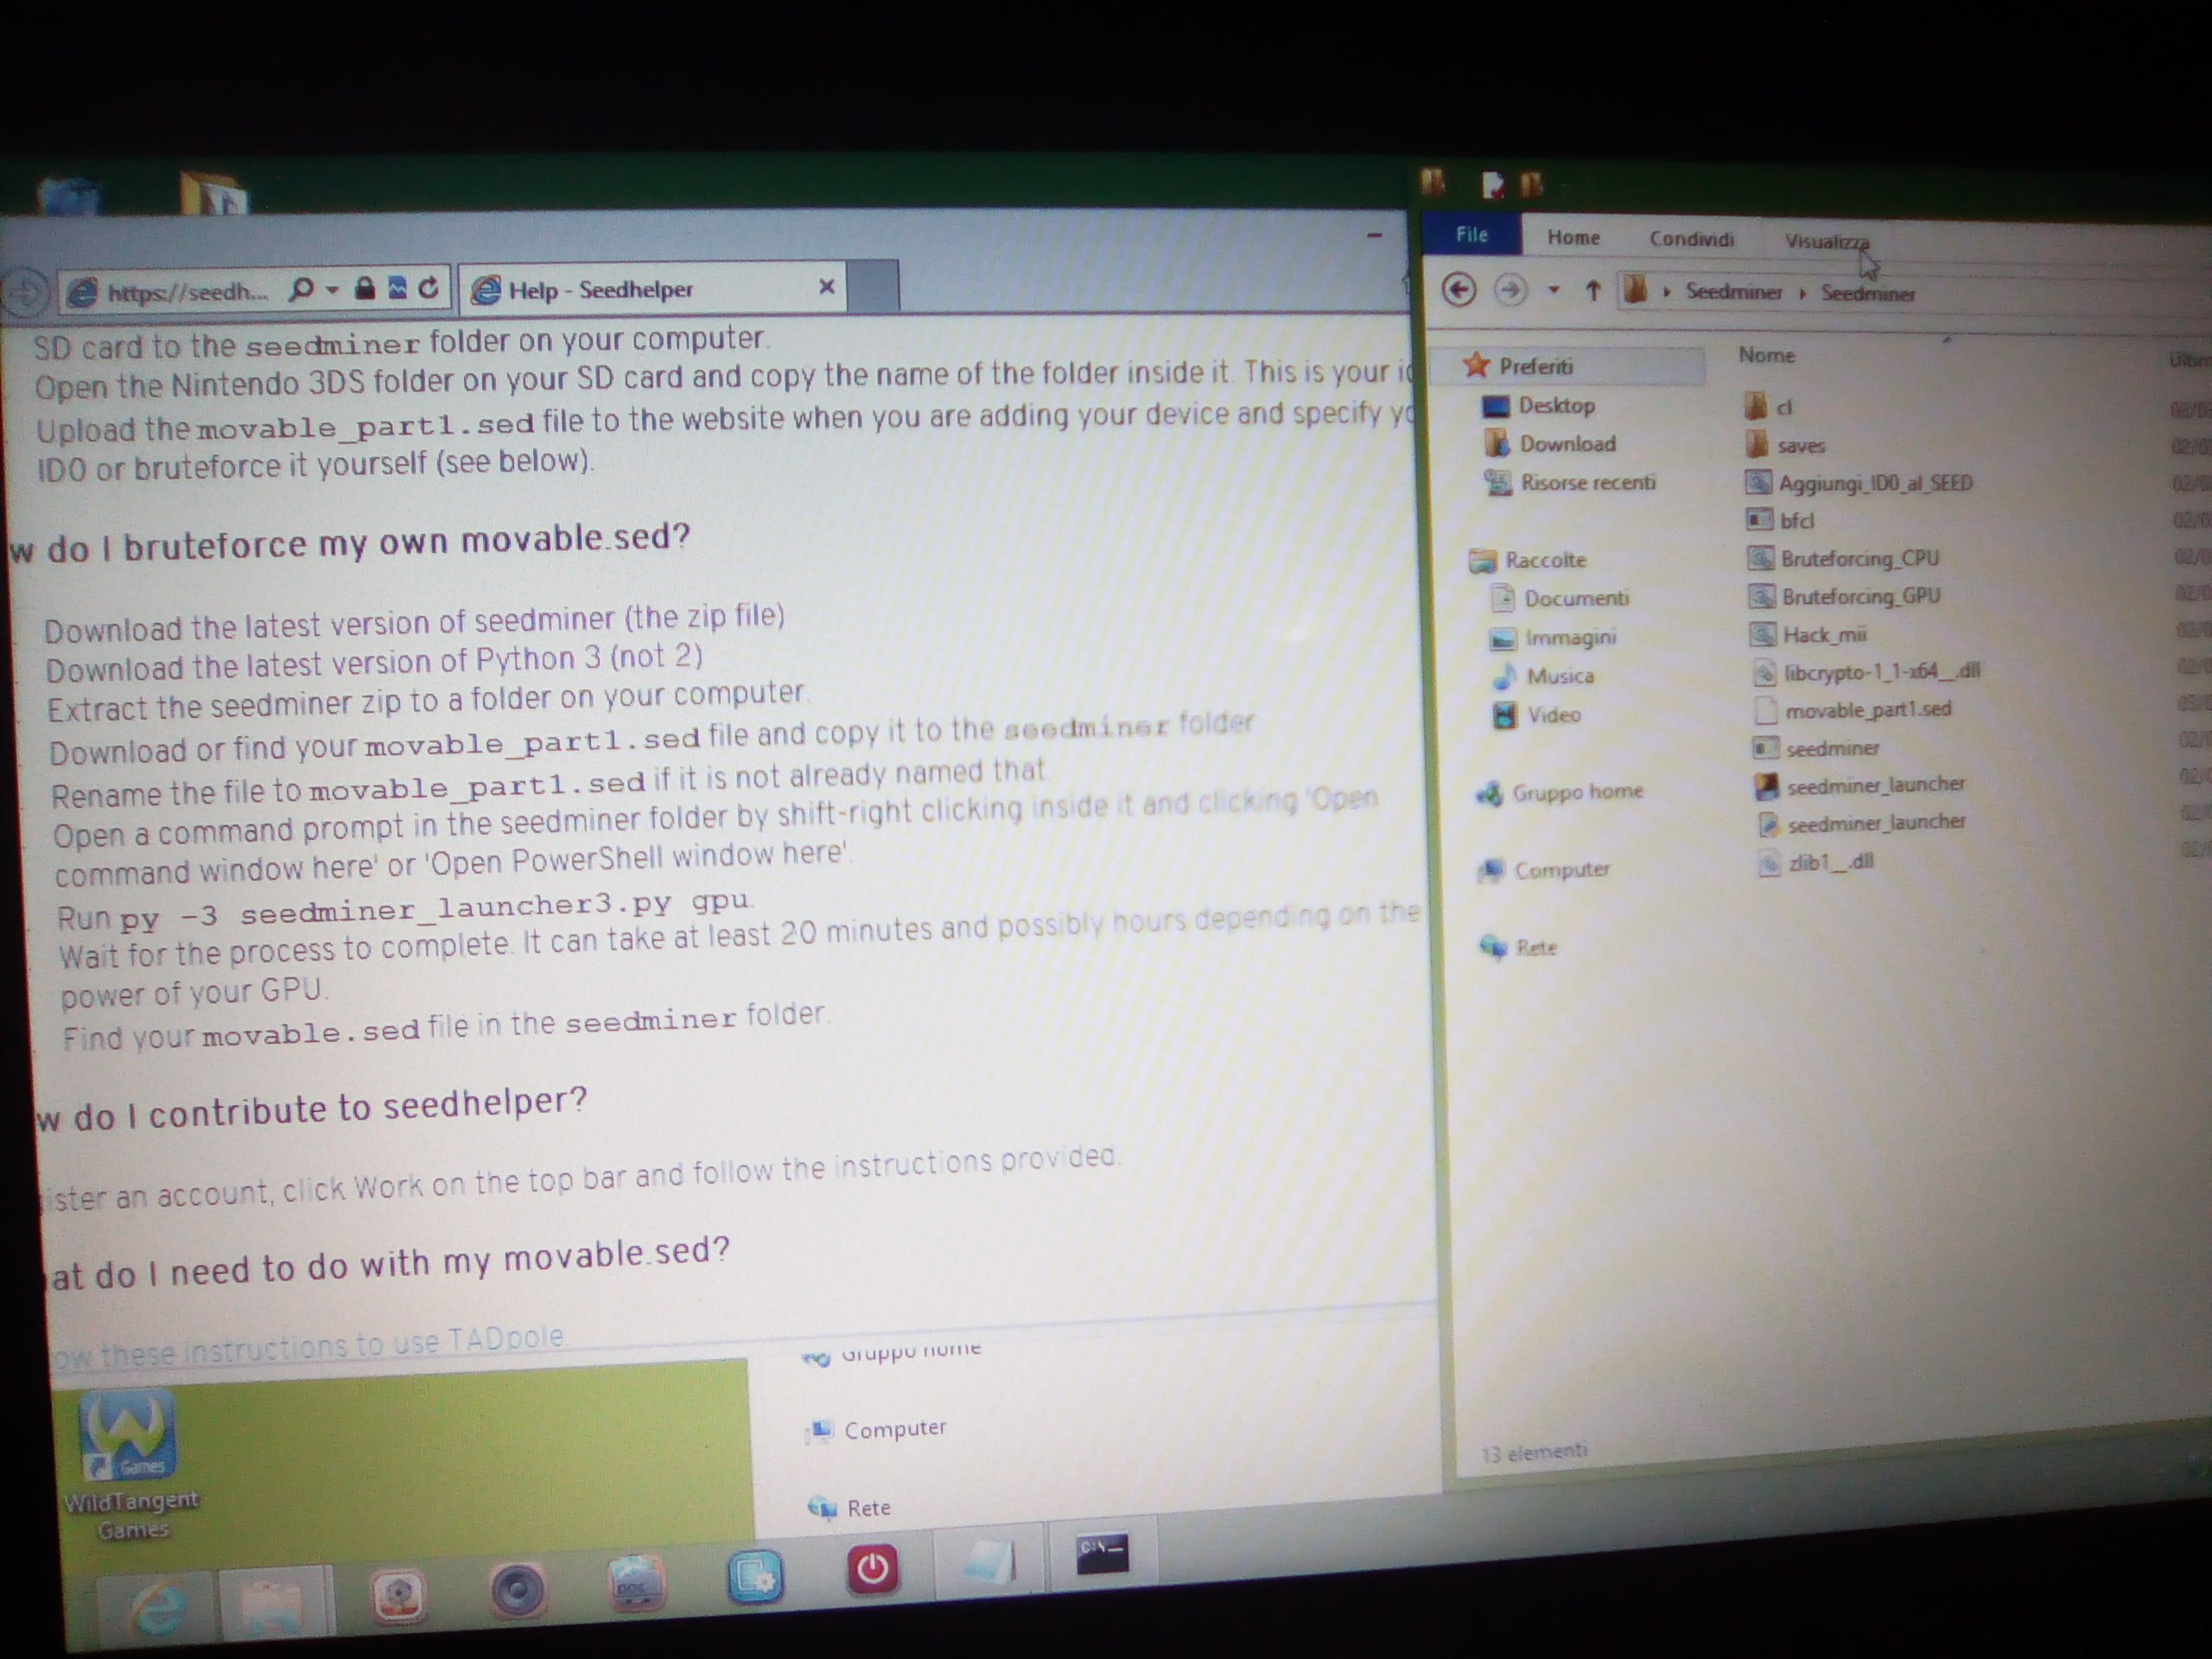 https://seedh...
Help - Seedhelper
SD card to the seedminer folder on your computer.
Open the Nintendo 3DS folder on your SD card and copy the name of the folder inside it. This is your
Upload the movable_part1.sed file to the website when you are adding your device and specify
ID0 or bruteforce it yourself (see below).
w do I bruteforce my own movable.sed?
Download the latest version of seedminer (the zip file)
Download the latest version of Python 3 (not 2)
Extract the seedminer zip to a folder on your computer.
Download or find your movable_part1.sed file and copy it to the seedminer folder
Rename the file to movable_part1.sed if it is not already named that
Open a command prompt in the seedminer folder by shift-right clicking inside it and clicking 'Open
command window here' or 'Open PowerShell window here'.
Run py -3 seedminer_launcher3.py gpu.
Wait for the process to complete. It can take at least 20 minutes and possibly hours depending on the
power of your GPU.
Find your movable.sed file in the seedminer folder.
w do I contribute to seedhelper?
ister an account, click Work on the top bar and follow the instructions provided.
at do I need to do with my movable.sed?
ow these instructions to use TADpole.
Gruppo home
Computer
Rete
Games
WildTangent
Games
File Home Condividi Visualizza
Seedminer Seedminer
Preferiti
Desktop
Download
Risorse recenti
Raccolte
Documenti
Immagini
Musica
Video
Gruppo home
Computer
Rete
Nome
cl
saves
Aggiungi_ID0_al_SEED
bfcl
Bruteforcing_CPU
Bruteforcing_GPU
Hack_mii
libcrypto-1_1-x64__.dll
movable_part1.sed
seedminer
seedminer_launcher
seedminer_launcher
zlib1__.dll
13 elementi